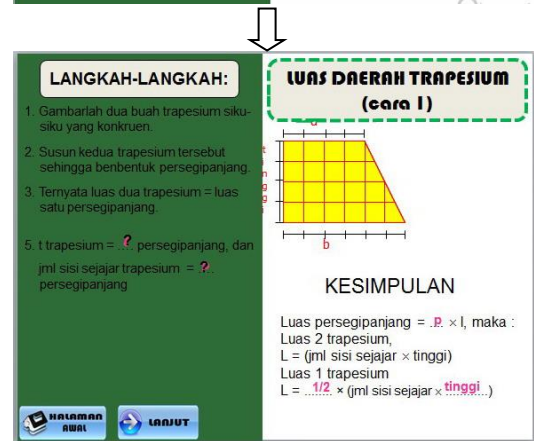 LANGKAH-LANGKAH:
1. Gambarlah dua buah trapesium siku-
siku yang konkruen.
2. Susun kedua trapesium tersebut
sehingga benbentuk persegipanjang.
3. Ternyata luas dua trapesium = luas
satu persegipanjang.
5. t trapesium = ..?.. persegipanjang, dan
jml sisi sejajar trapesium = .?..
persegipanjang
HALAMAN
AWAL
LANJUT
LUAS DAERAH TRAPESIUM
(cara 1)
a
tinggi
b
KESIMPULAN
Luas persegipanjang = ..p.. × l, maka :
Luas 2 trapesium,
L = (jml sisi sejajar × tinggi)
Luas 1 trapesium
L = ..1/2.. × (jml sisi sejajar × tinggi...)